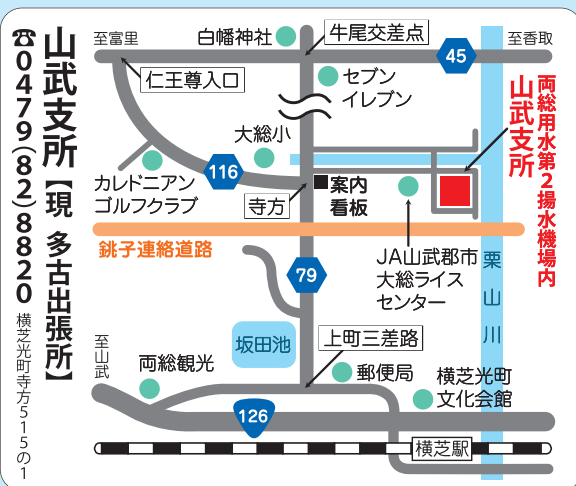 山武支所【現 多古出張所】
☎0479(82)8820 横芝光町寺方515の1
至富里
白幡神社
牛尾交差点
45
至香取
仁王尊入口
セブン
イレブン
両総用水第2揚水機場内
山武支所
大総小
116
カレドニアン
ゴルフクラブ
寺方
案内
看板
銚子連絡道路
JA山武郡市
大総ライス
センター
栗山川
79
坂田池
上町三差路
至山武
両総観光
郵便局
横芝光町
文化会館
126
横芝駅